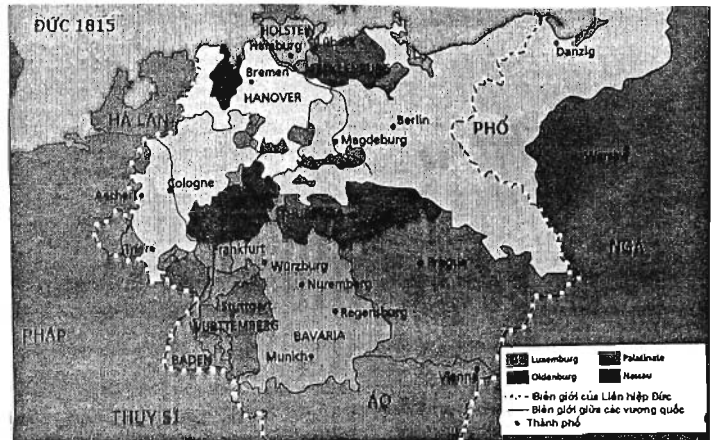 ĐỨC 1815
HOLSTEIN
Hamburg
Danzig
Bremen
HANOVER
HÀ LAN
Berlin
PHỔ
Magdeburg
Cologne
Aachen
NGA
Frankfurt
Würzburg
Prague
Nuremberg
Stuttgart
Regensburg
WURTTEMBERG
PHÁP
BAVARIA
BADEN
Munich
Vienna
THUỴ SĨ
ÁO
Luxemburg
Palatinate
Oldenburg
Nassau
Biên giới của Liên hiệp Đức
Biên giới giữa các vương quốc
Thành phố